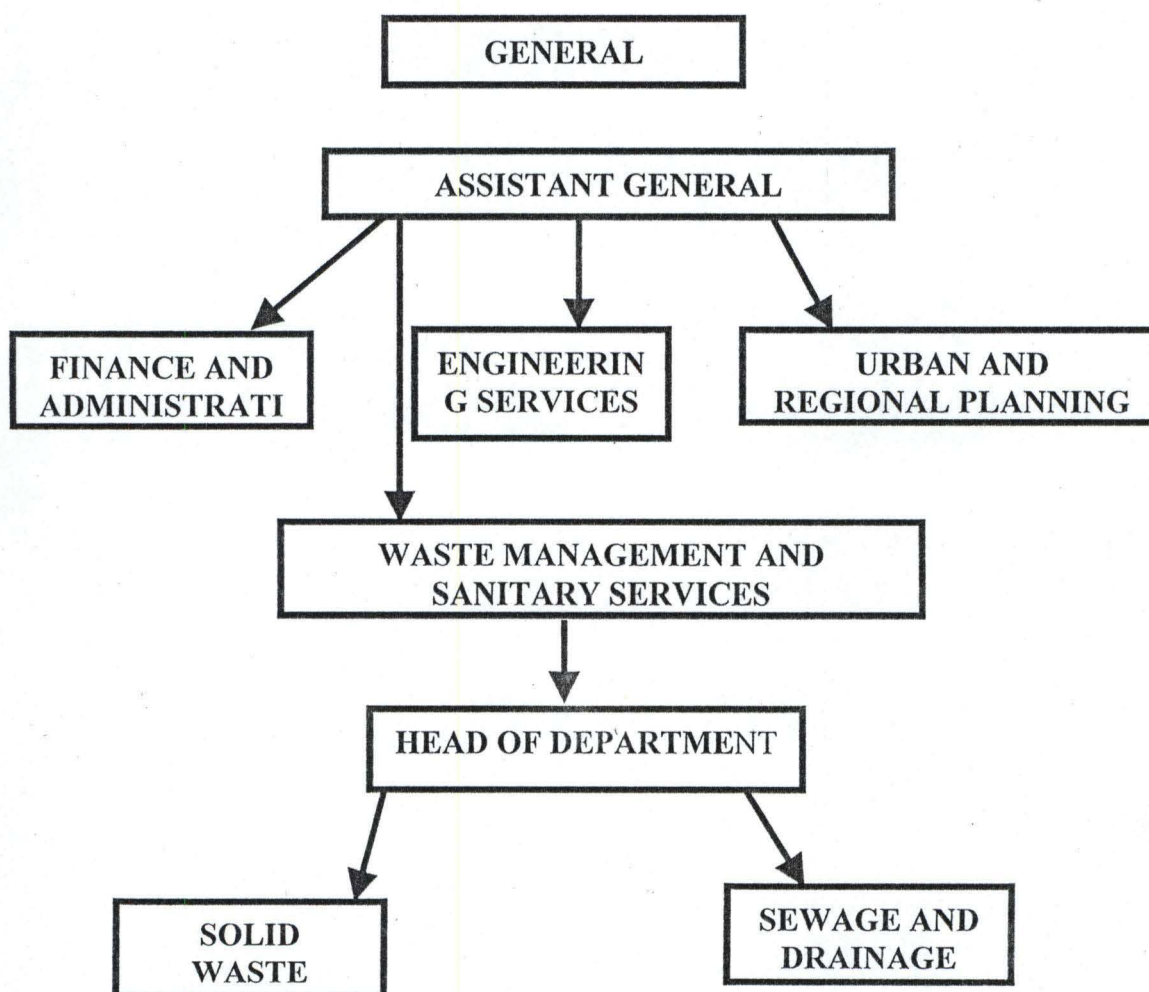 GENERAL
ASSISTANT GENERAL
FINANCE AND
ADMINISTRATI
ENGINEERIN
G SERVICES
URBAN AND
REGIONAL PLANNING
WASTE MANAGEMENT AND
SANITARY SERVICES
HEAD OF DEPARTMENT
SOLID
WASTE
SEWAGE AND
DRAINAGE